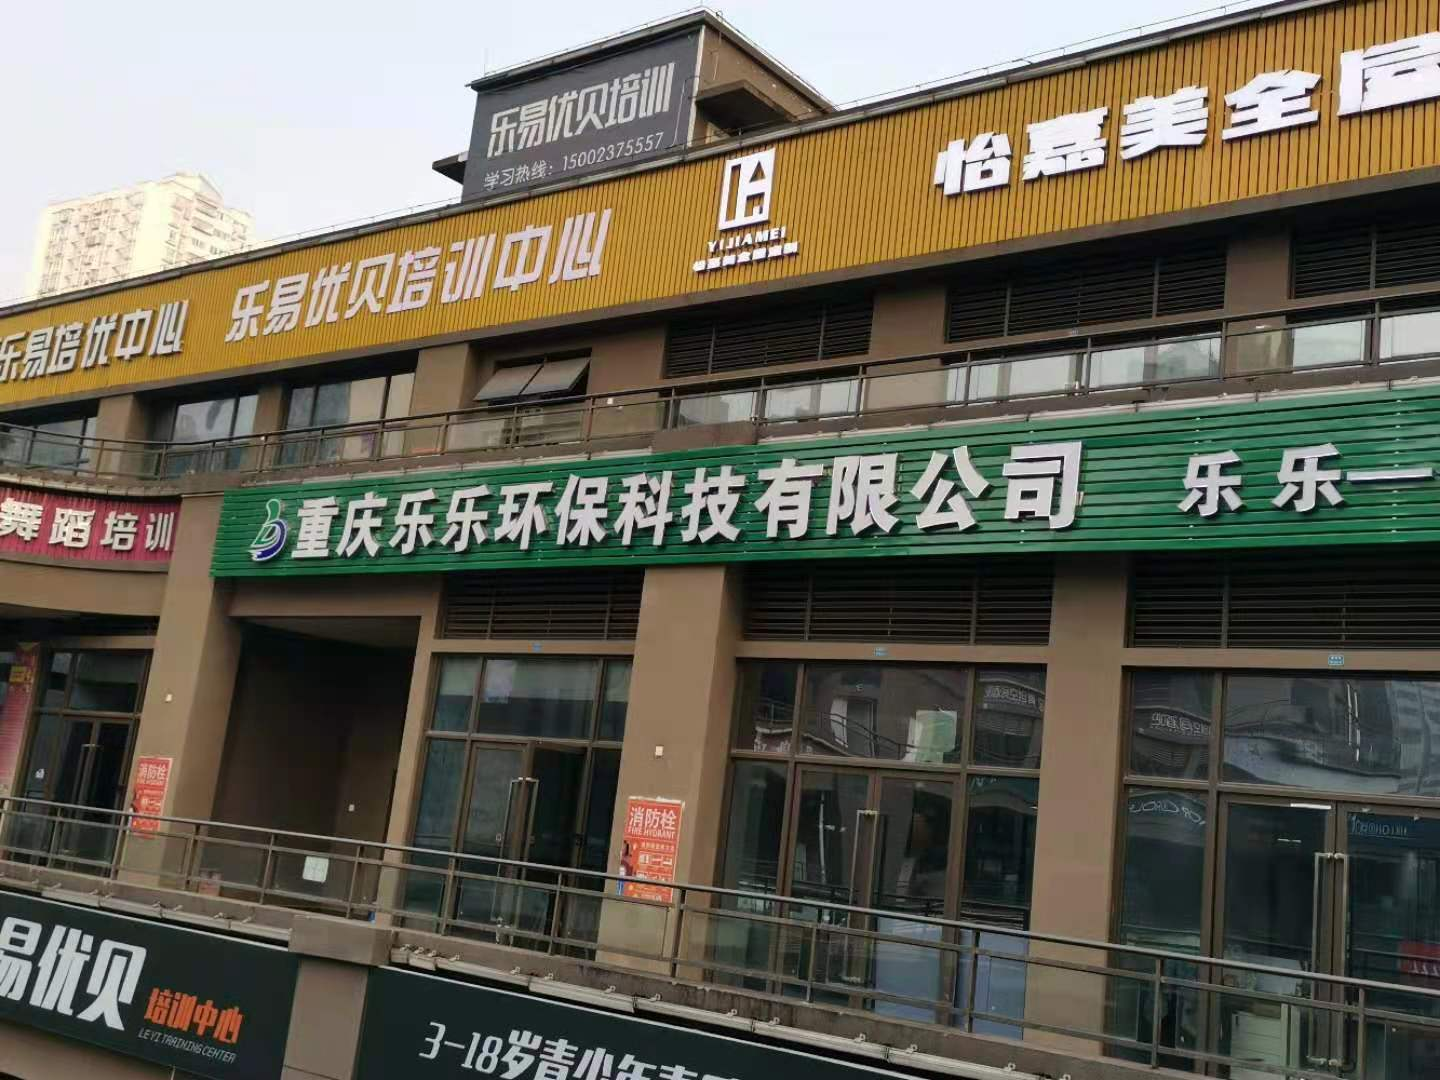 乐易优贝培训
学习热线：15002375557
怡嘉美全屋
YIJIAMEI
乐易优贝培训中心
乐易培优中心
重庆乐乐环保科技有限公司
乐乐一
舞蹈培训
消防栓
消防栓
FIRE HYDRANT
易优贝
培训中心
LE YI TRAINING CENTER
3-18岁青少年